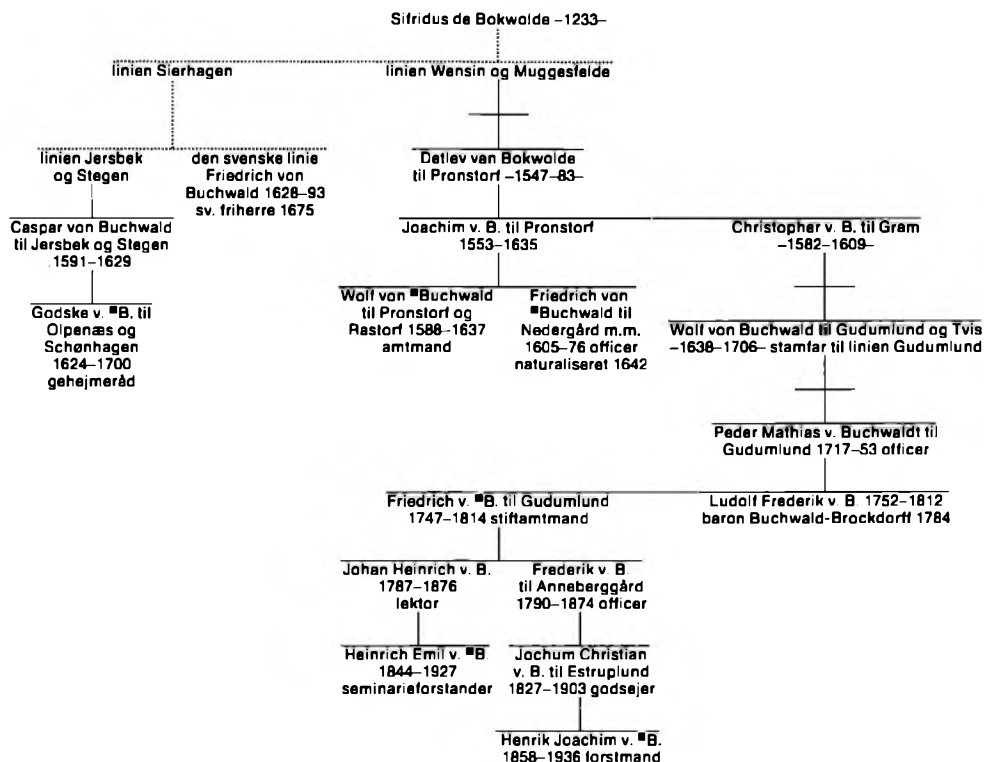 Sifridus de Bokwolde –1233–
linien Sierhagen
linien Wensin og Muggesfelde
linien Jersbek
og Stegen
den svenske linie
Friedrich von
Buchwald 1628–93
sv. friherre 1675
Detlev van Bokwolde
til Pronstorf –1547–83–
Caspar von Buchwald
til Jersbek og Stegen
1591–1629
Joachim v. B. til Pronstorf
1553–1635
Christopher v. B. til Gram
–1582–1609–
Godske v. ■B. til
Olpenæs og
Schønhagen
1624–1700
gehejmeråd
Wolf von ■Buchwald
til Pronstorf og
Rastorf 1588–1637
amtmand
Friedrich von
■Buchwald til
Nedergård m.m.
1605–76 officer
naturaliseret 1642
Wolf von Buchwald til Gudumlund og Tvis
–1638–1706– stamfar til linien Gudumlund
Peder Mathias v. Buchwaldt til
Gudumlund 1717–53 officer
Friedrich v. ■B. til Gudumlund
1747–1814 stiftamtmand
Ludolf Frederik v. B. 1752–1812
baron Buchwald-Brockdorff 1784
Johan Heinrich v. B.
1787–1876
lektor
Frederik v. B.
til Anneberggård
1790–1874 officer
Heinrich Emil v. ■B.
1844–1927
seminarieforstander
Jochum Christian
v. B. til Estruplund
1827–1903 godsejer
Henrik Joachim v. ■B.
1858–1936 forstmand